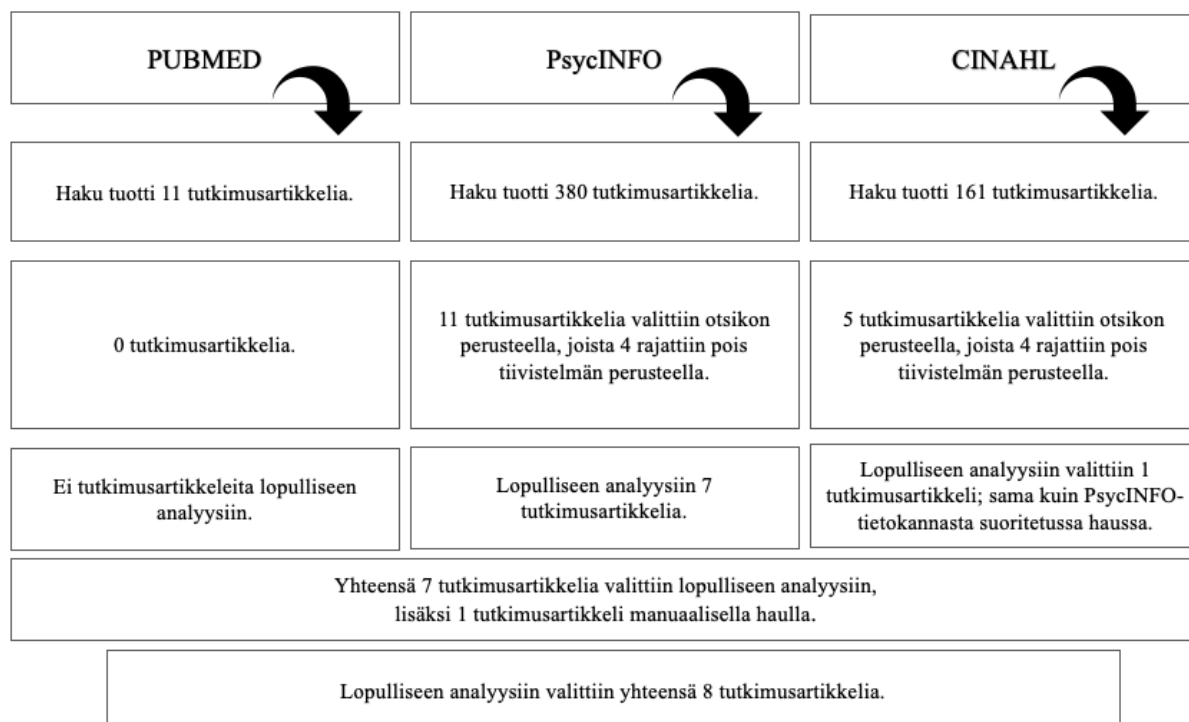 PUBMED
PsycINFO
CINAHL
Haku tuotti 11 tutkimusartikkelia.
Haku tuotti 380 tutkimusartikkelia.
Haku tuotti 161 tutkimusartikkelia.
0 tutkimusartikkelia.
11 tutkimusartikkelia valittiin otsikon
perusteella, joista 4 rajattiin pois
tiivistelmän perusteella.
5 tutkimusartikkelia valittiin otsikon
perusteella, joista 4 rajattiin pois
tiivistelmän perusteella.
Ei tutkimusartikkeleita lopulliseen
analyysiin.
Lopulliseen analyysiin 7
tutkimusartikkelia.
Lopulliseen analyysiin valittiin 1
tutkimusartikkeli; sama kuin PsycINFO-
tietokannasta suoritetussa haussa.
Yhteensä 7 tutkimusartikkelia valittiin lopulliseen analyysiin,
lisäksi 1 tutkimusartikkeli manuaalisella haulla.
Lopulliseen analyysiin valittiin yhteensä 8 tutkimusartikkelia.